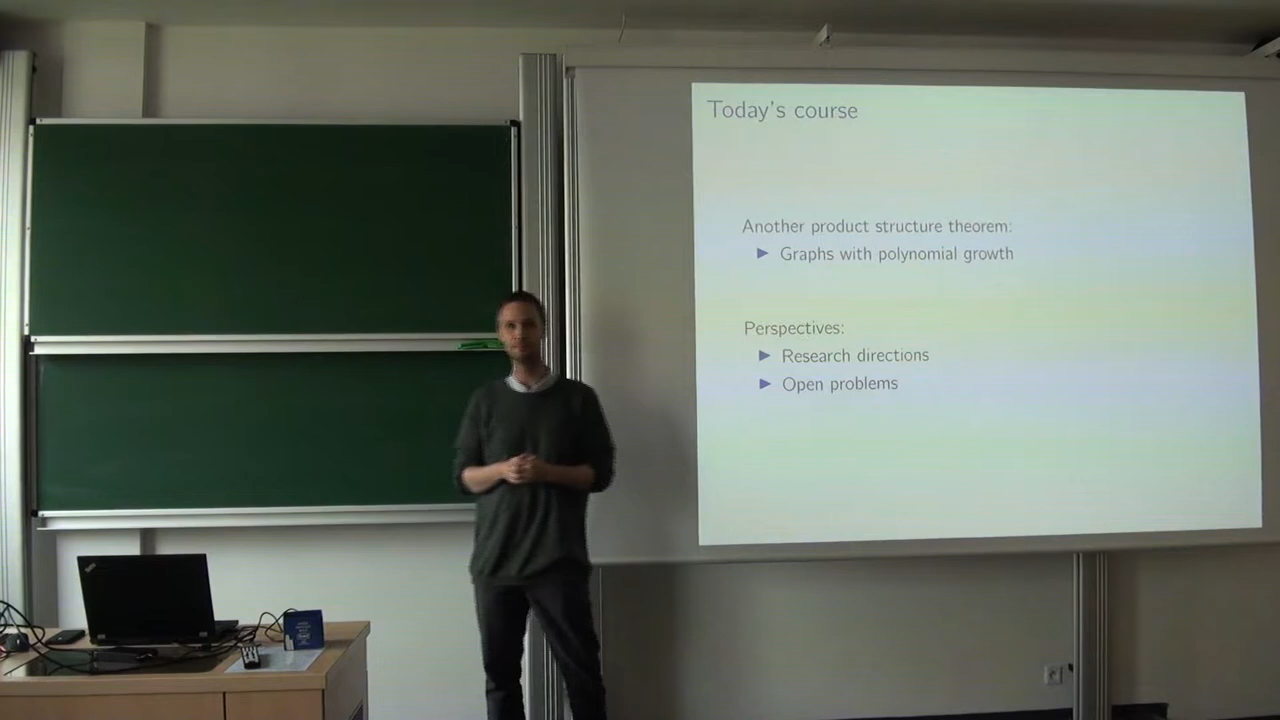 Today's course
Another product structure theorem:
▶ Graphs with polynomial growth
Perspectives:
▶ Research directions
▶ Open problems